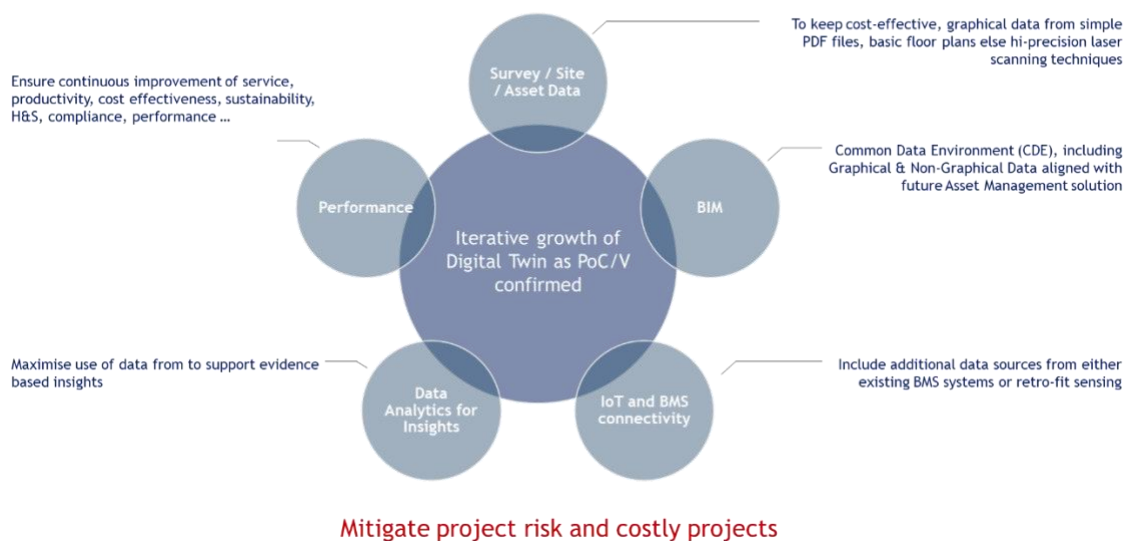 To keep cost-effective, graphical data from simple
PDF files, basic floor plans else hi-precision laser
scanning techniques
Survey / Site
/ Asset Data
Ensure continuous improvement of service,
productivity, cost effectiveness, sustainability,
H&S, compliance, performance ...
Common Data Environment (CDE), including
Graphical & Non-Graphical Data aligned with
future Asset Management solution
Performance
BIM
Iterative growth of
Digital Twin as PoC/V
confirmed
Maximise use of data from to support evidence
based insights
Include additional data sources from either
existing BMS systems or retro-fit sensing
Data
Analytics for
Insights
IoT and BMS
connectivity
Mitigate project risk and costly projects